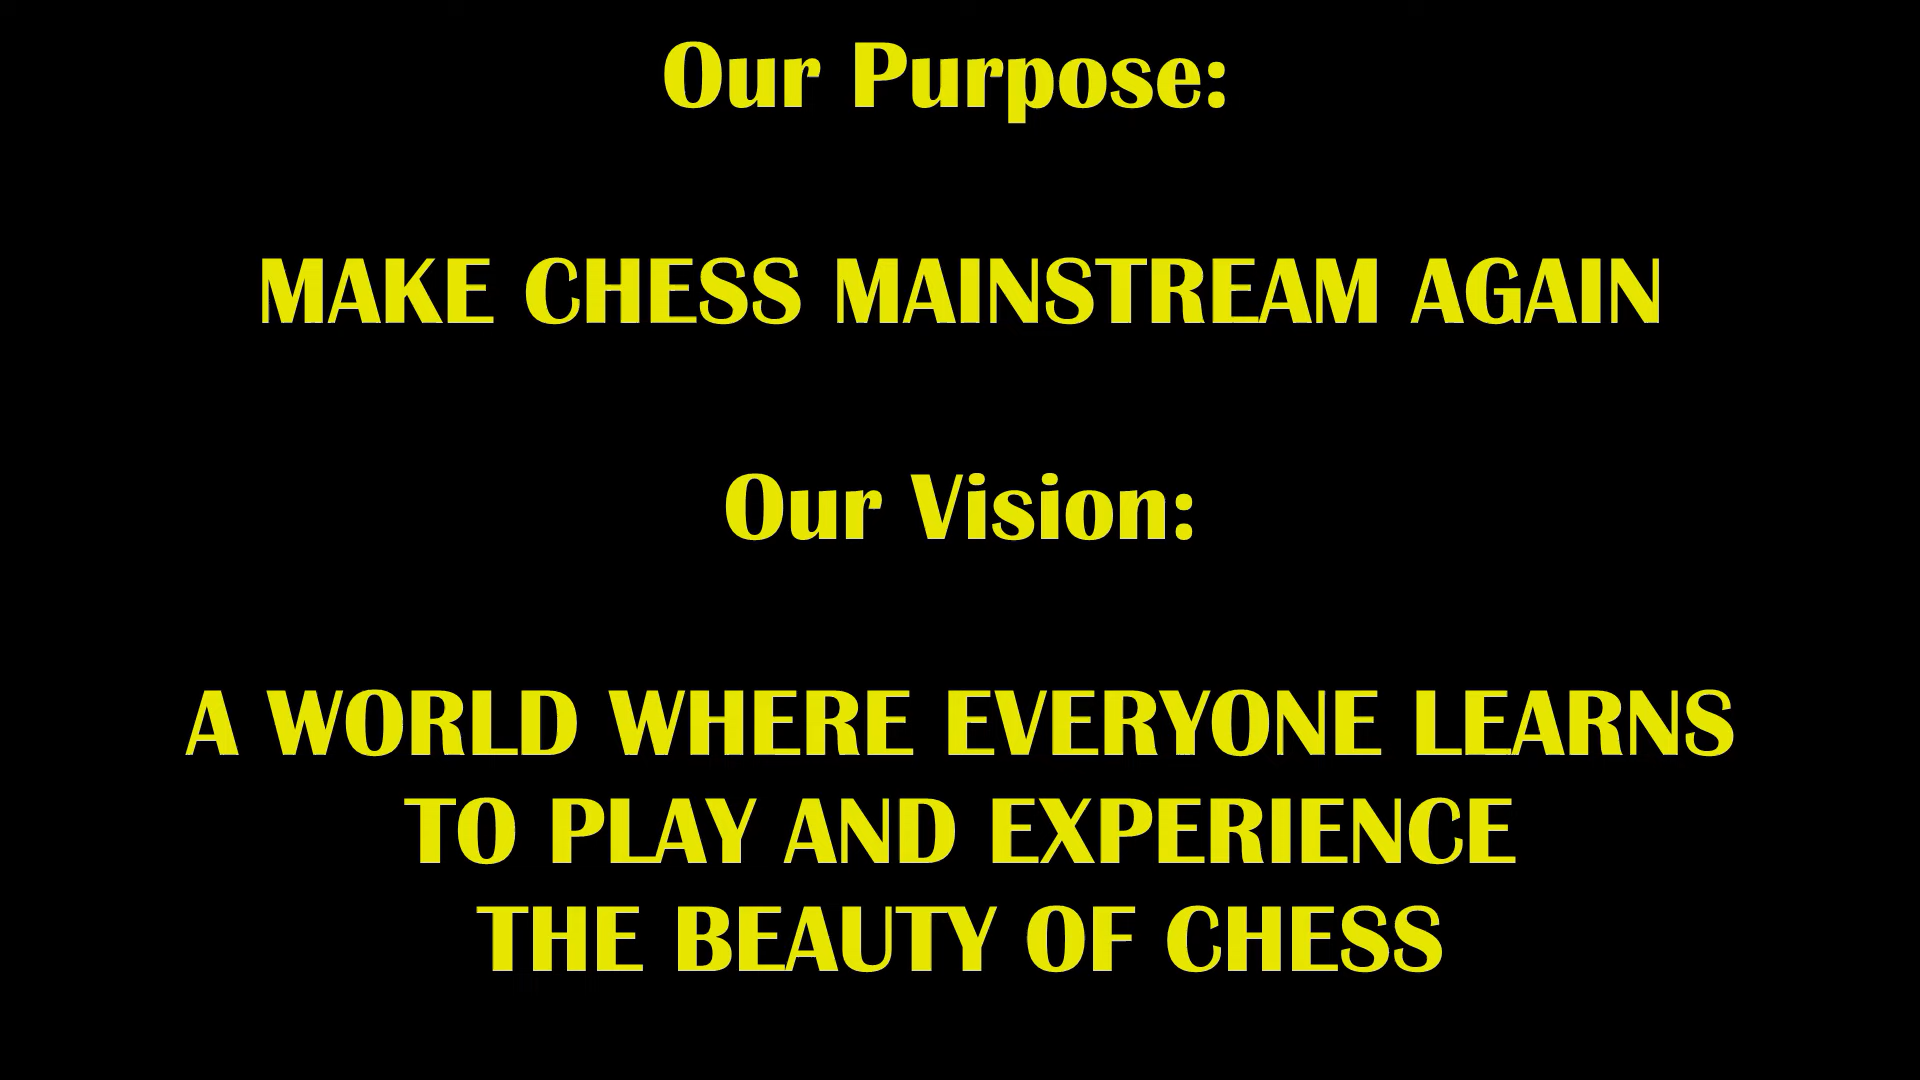 Our Purpose:
MAKE CHESS MAINSTREAM AGAIN
Our Vision:
A WORLD WHERE EVERYONE LEARNS
TO PLAY AND EXPERIENCE
THE BEAUTY OF CHESS